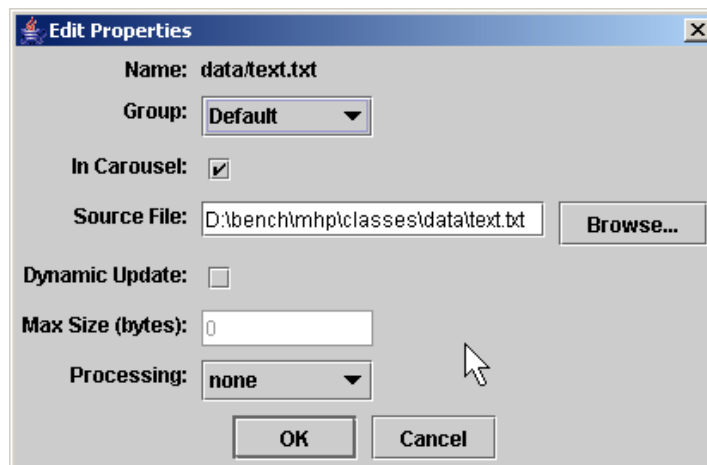 Edit Properties
Name: data/text.txt
Group: Default
In Carousel:
Source File: D:\bench\mhp\classes\data\text.txt Browse...
Dynamic Update:
Max Size (bytes): 0
Processing: none
OK Cancel